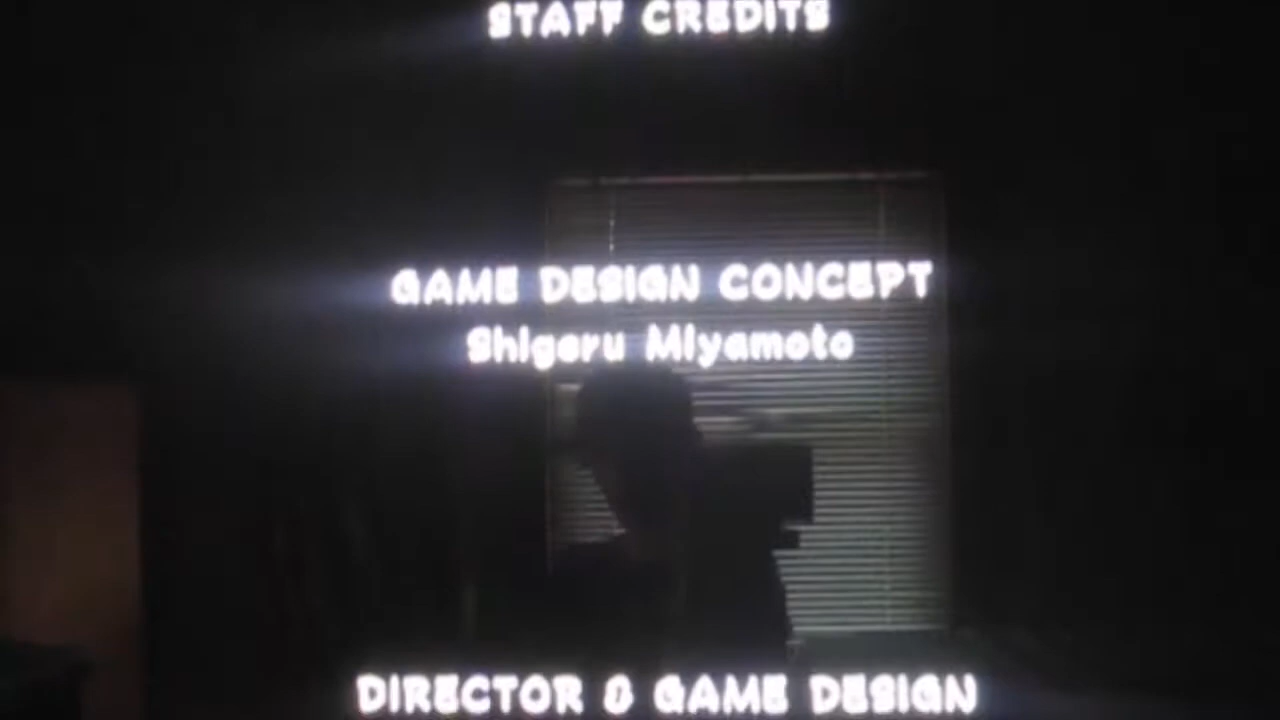 STAFF CREDITS
GAME DESIGN CONCEPT
Shigeru Miyamoto
DIRECTOR & GAME DESIGN